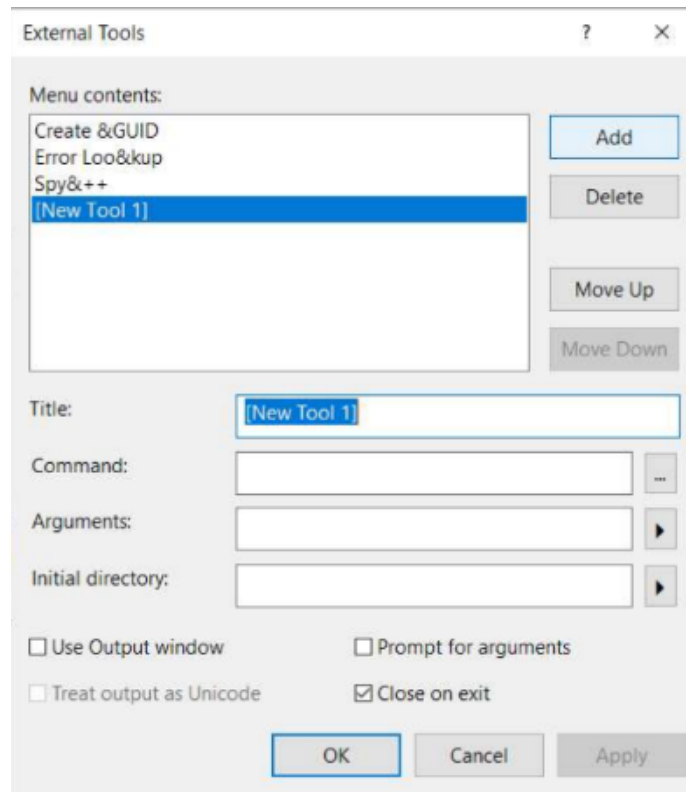 External Tools ? ×
Menu contents:
Create &GUID
Error Loo&kup
Spy&++
[New Tool 1]
Add
Delete
Move Up
Move Down
Title: [New Tool 1]
Command: ...
Arguments:
Initial directory:
Use Output window Prompt for arguments
Treat output as Unicode Close on exit
OK Cancel Apply